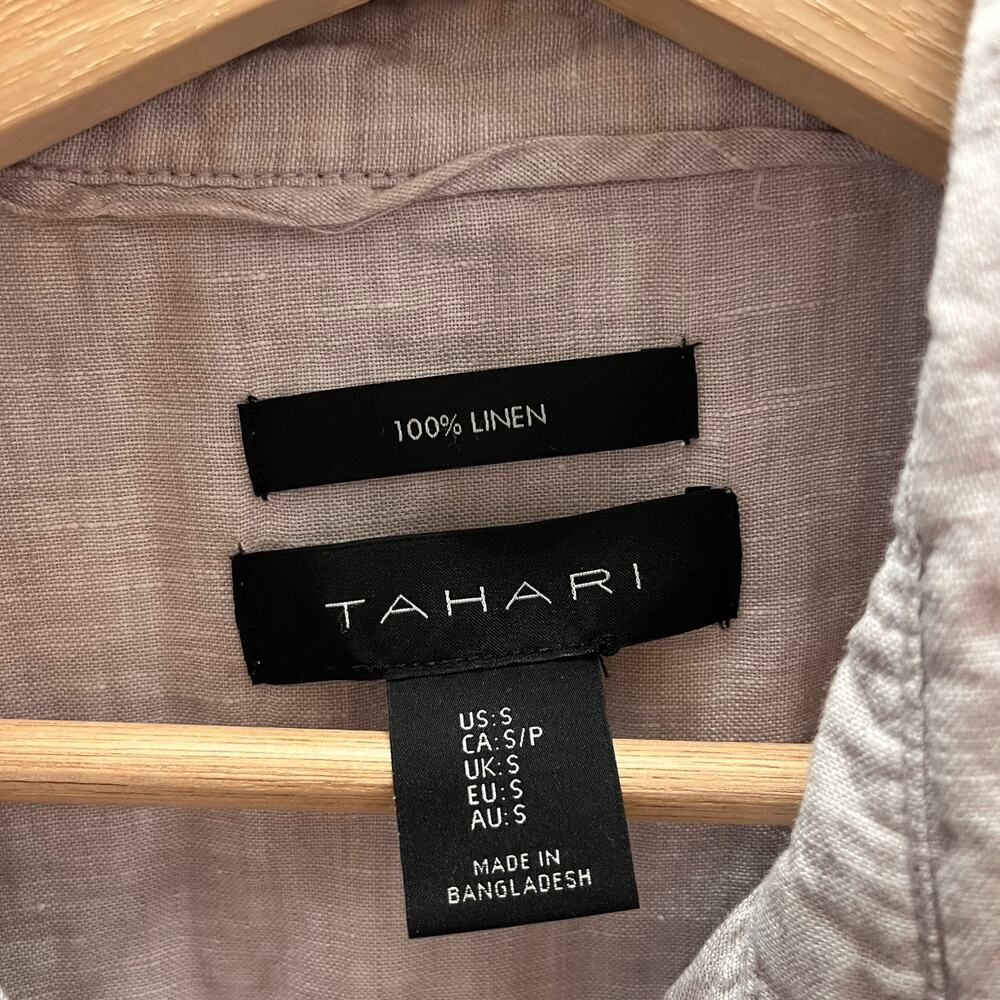 100% LINEN
TAHARI
US: S
CA: S/P
UK: S
EU: S
AU: S
MADE IN
BANGLADESH